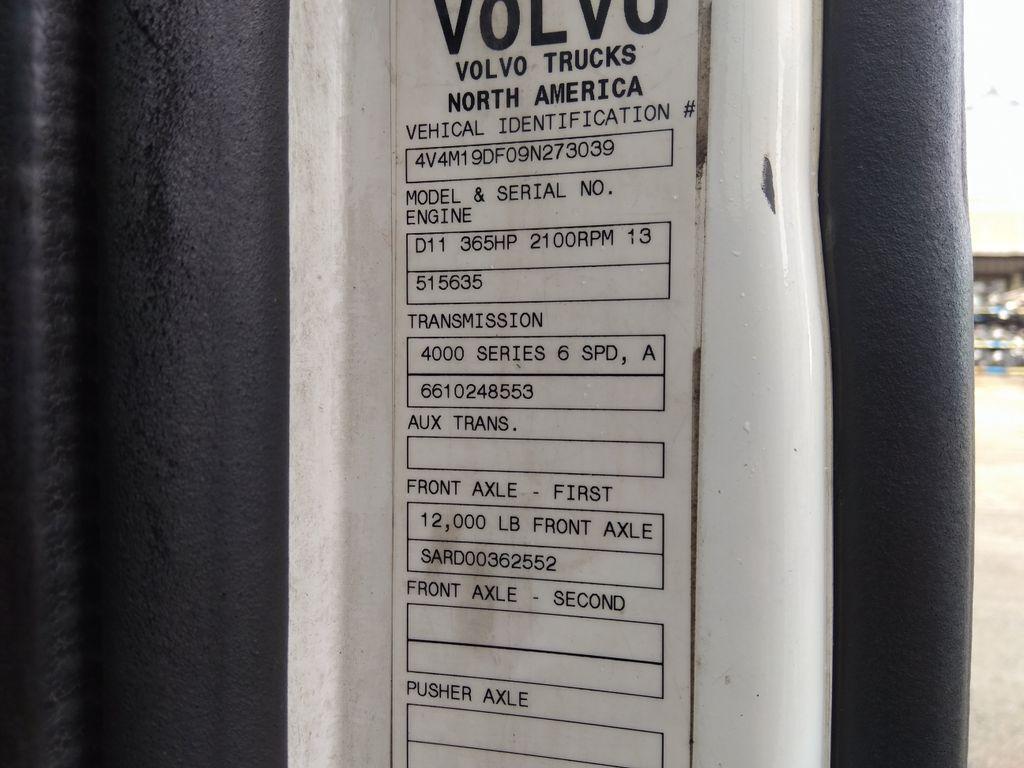 VOLVO
VOLVO TRUCKS
NORTH AMERICA
VEHICAL IDENTIFICATION #
4V4M19DF09N273039
MODEL & SERIAL NO.
ENGINE
D11 365HP 2100RPM 13
515635
TRANSMISSION
4000 SERIES 6 SPD, A
6610248553
AUX TRANS.
FRONT AXLE - FIRST
12,000 LB FRONT AXLE
SARD00362552
FRONT AXLE - SECOND
PUSHER AXLE